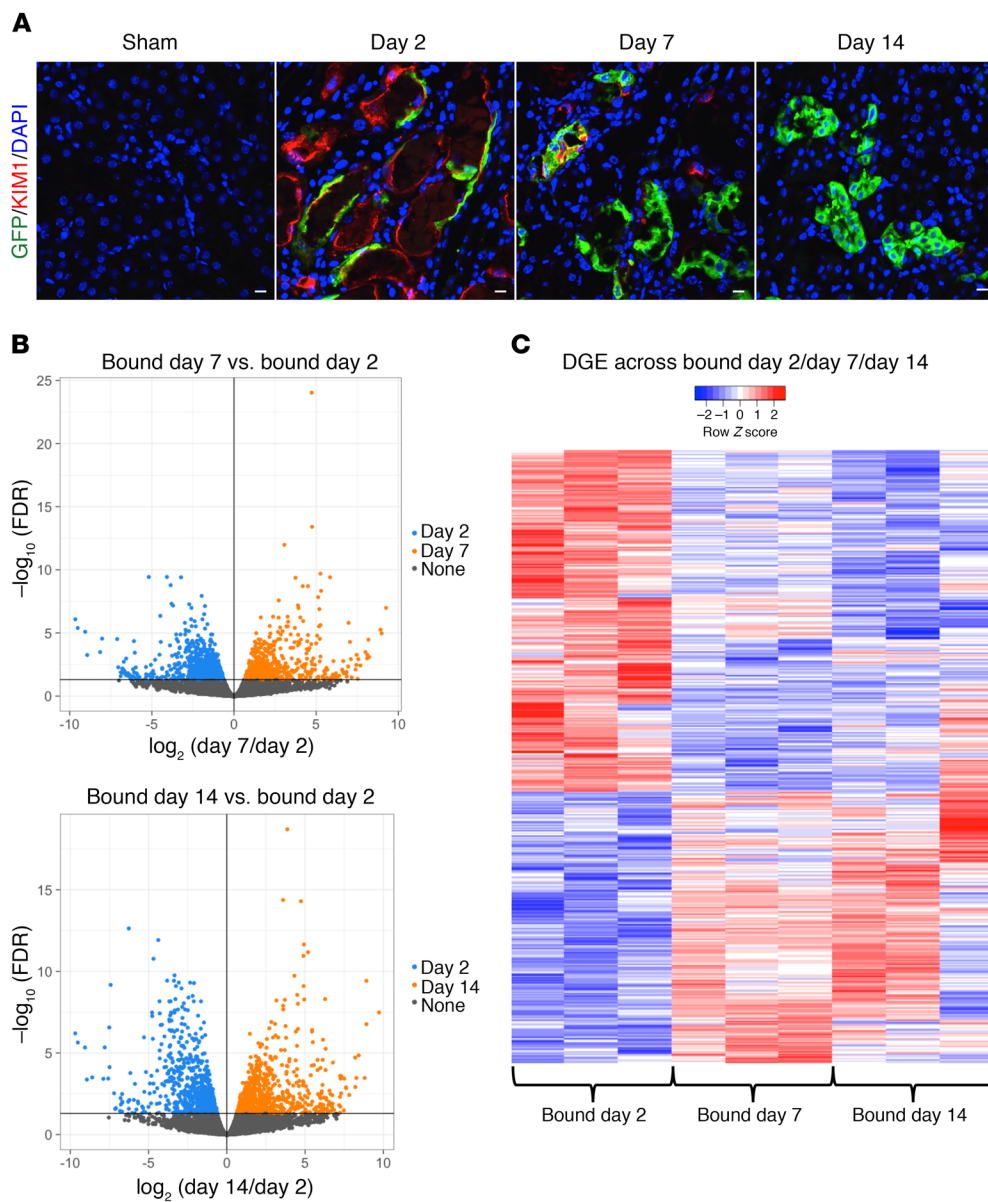 A
Sham
Day 2
Day 7
Day 14
GFP/KIM1/DAPI
B
Bound day 7 vs. bound day 2
25
20
15
10
5
0
-10
-5
0
5
10
–log10 (FDR)
log2 (day 7/day 2)
Day 2
Day 7
None
Bound day 14 vs. bound day 2
15
10
5
0
-10
-5
0
5
10
–log10 (FDR)
log2 (day 14/day 2)
Day 2
Day 14
None
C
DGE across bound day 2/day 7/day 14
–2 –1 0 1 2
Row Z score
Bound day 2
Bound day 7
Bound day 14